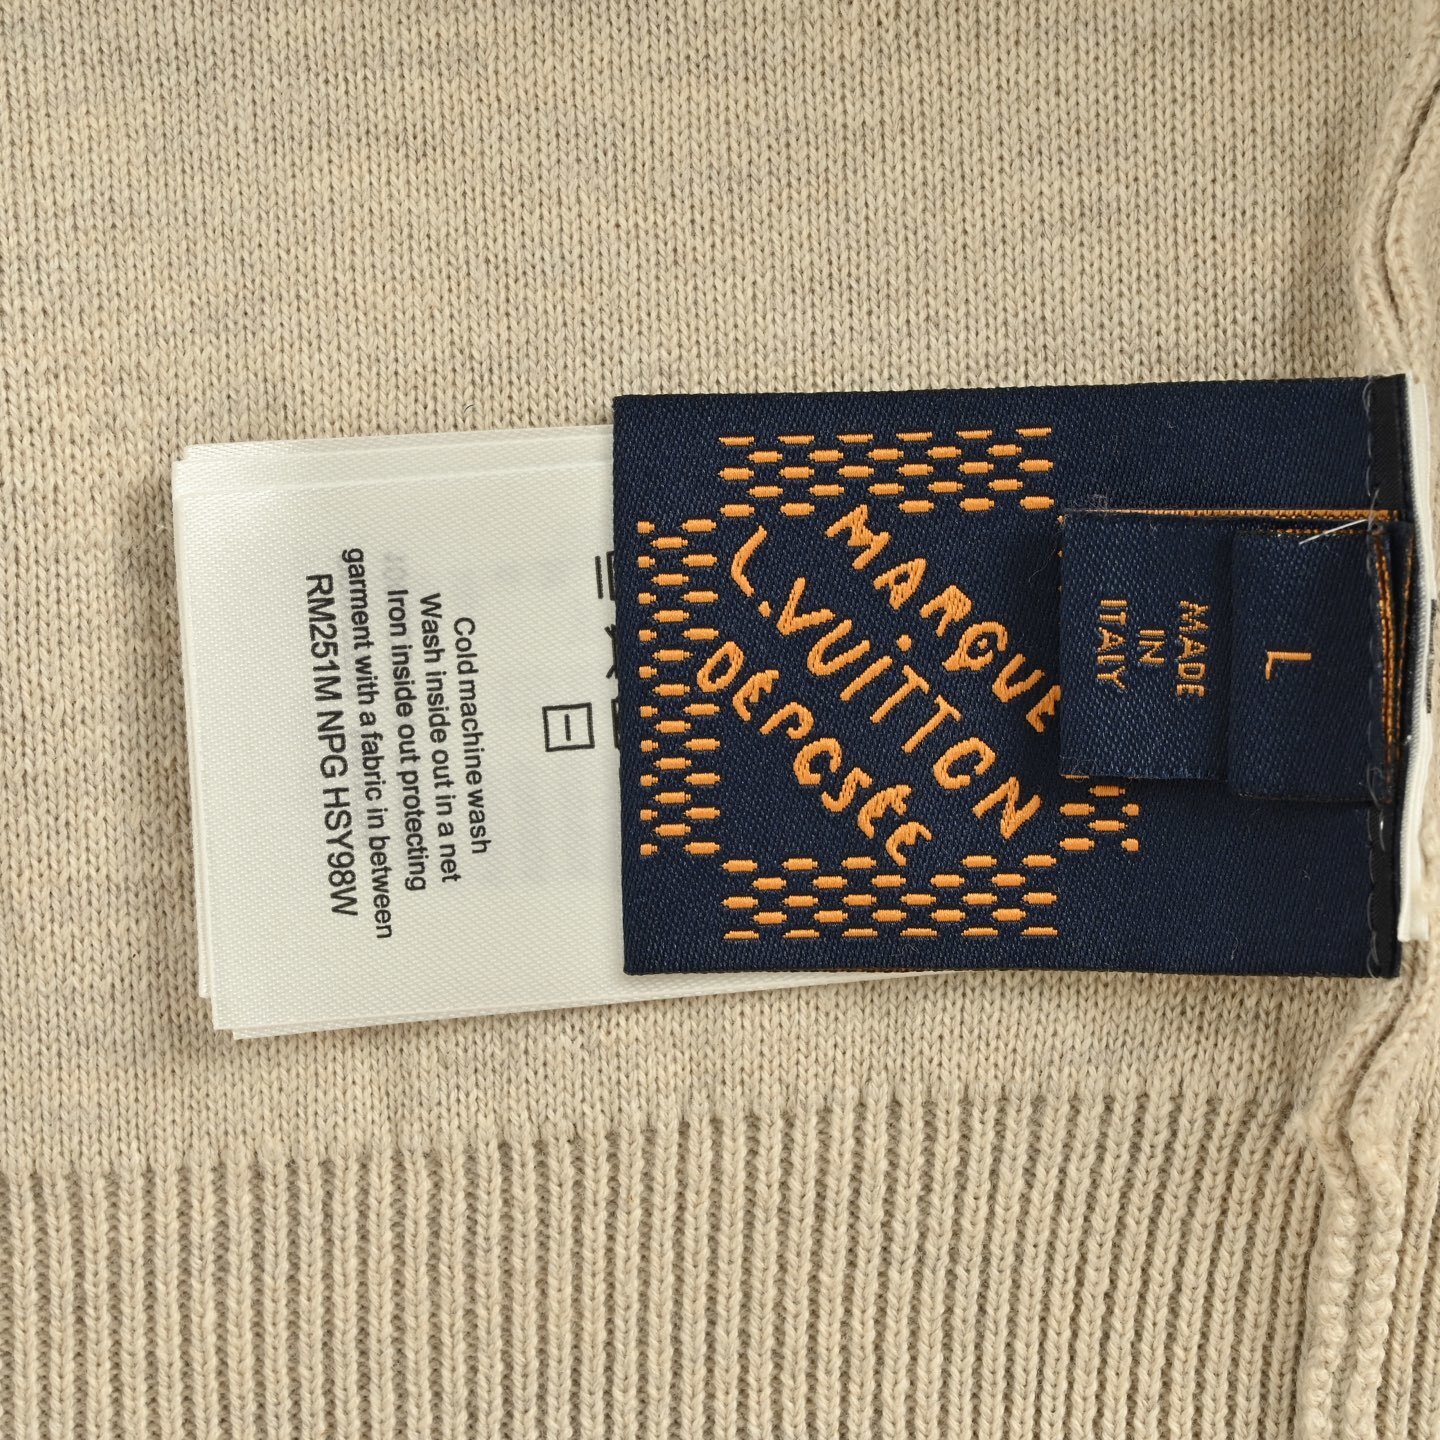 MARQUE
L.VUITTON
DÉPOSÉE
MADE
IN
ITALY
L
Cold machine wash
Wash inside out in a net
Iron inside out protecting
garment with a fabric in between
RM251M NPG HSY98W